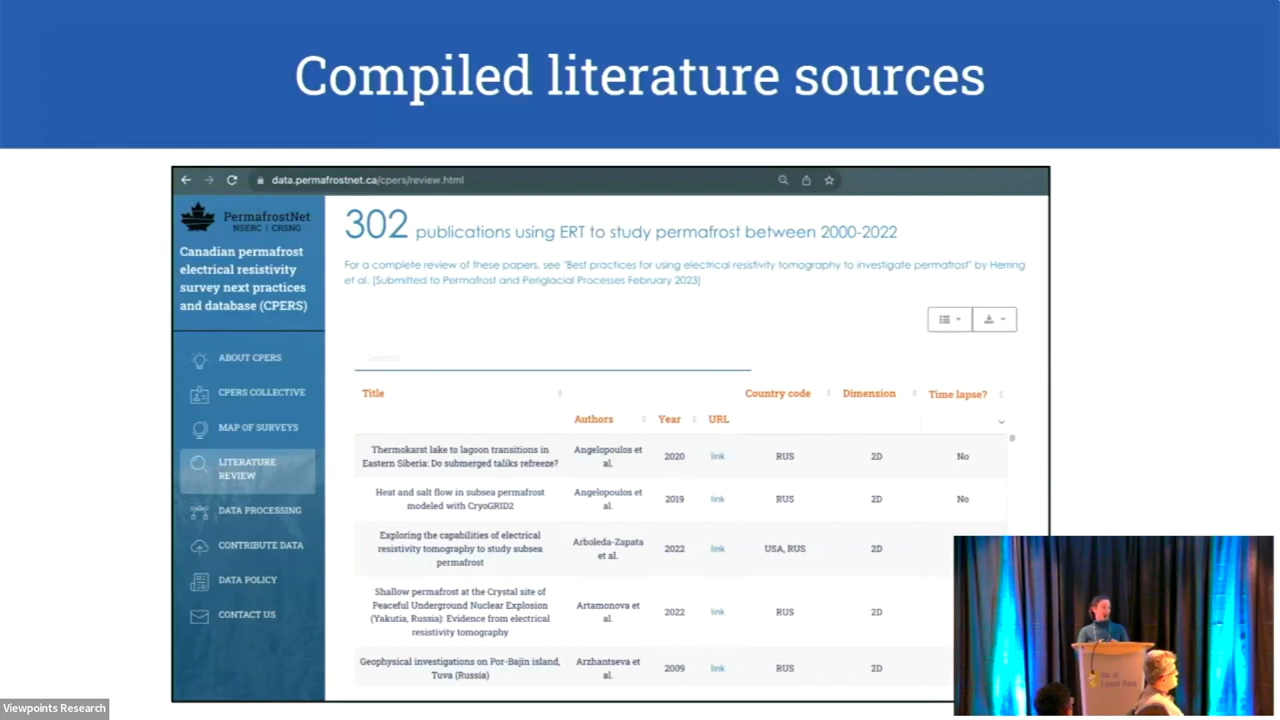 Compiled literature sources
data.permafrostnet.ca/cpers/review.html
PermafrostNet
NSERC | CRSNG
Canadian permafrost
electrical resistivity
survey next practices
and database (CPERS)
ABOUT CPERS
CPERS COLLECTIVE
MAP OF SURVEYS
LITERATURE
REVIEW
DATA PROCESSING
CONTRIBUTE DATA
DATA POLICY
CONTACT US
302 publications using ERT to study permafrost between 2000-2022
For a complete review of these papers, see "Best practices for using electrical resistivity tomography to investigate permafrost" by Herring
et al. [Submitted to Permafrost and Periglacial Processes February 2023]
Search
Title Authors Year URL Country code Dimension Time lapse?
Thermokarst lake to lagoon transitions in
Eastern Siberia: Do submerged taliks refreeze?
Angelopoulos et
al.
2020 link RUS 2D No
Heat and salt flow in subsea permafrost
modeled with CryoGRID2
Angelopoulos et
al.
2019 link RUS 2D No
Exploring the capabilities of electrical
resistivity tomography to study subsea
permafrost
Arboleda-Zapata
et al.
2022 link USA, RUS 2D
Shallow permafrost at the Crystal site of
Peaceful Underground Nuclear Explosion
(Yakutia, Russia): Evidence from electrical
resistivity tomography
Artamonova et
al.
2022 link RUS 2D
Geophysical investigations on Por-Bajin island,
Tuva (Russia)
Arzhantseva et
al.
2009 link RUS 2D
Viewpoints Research